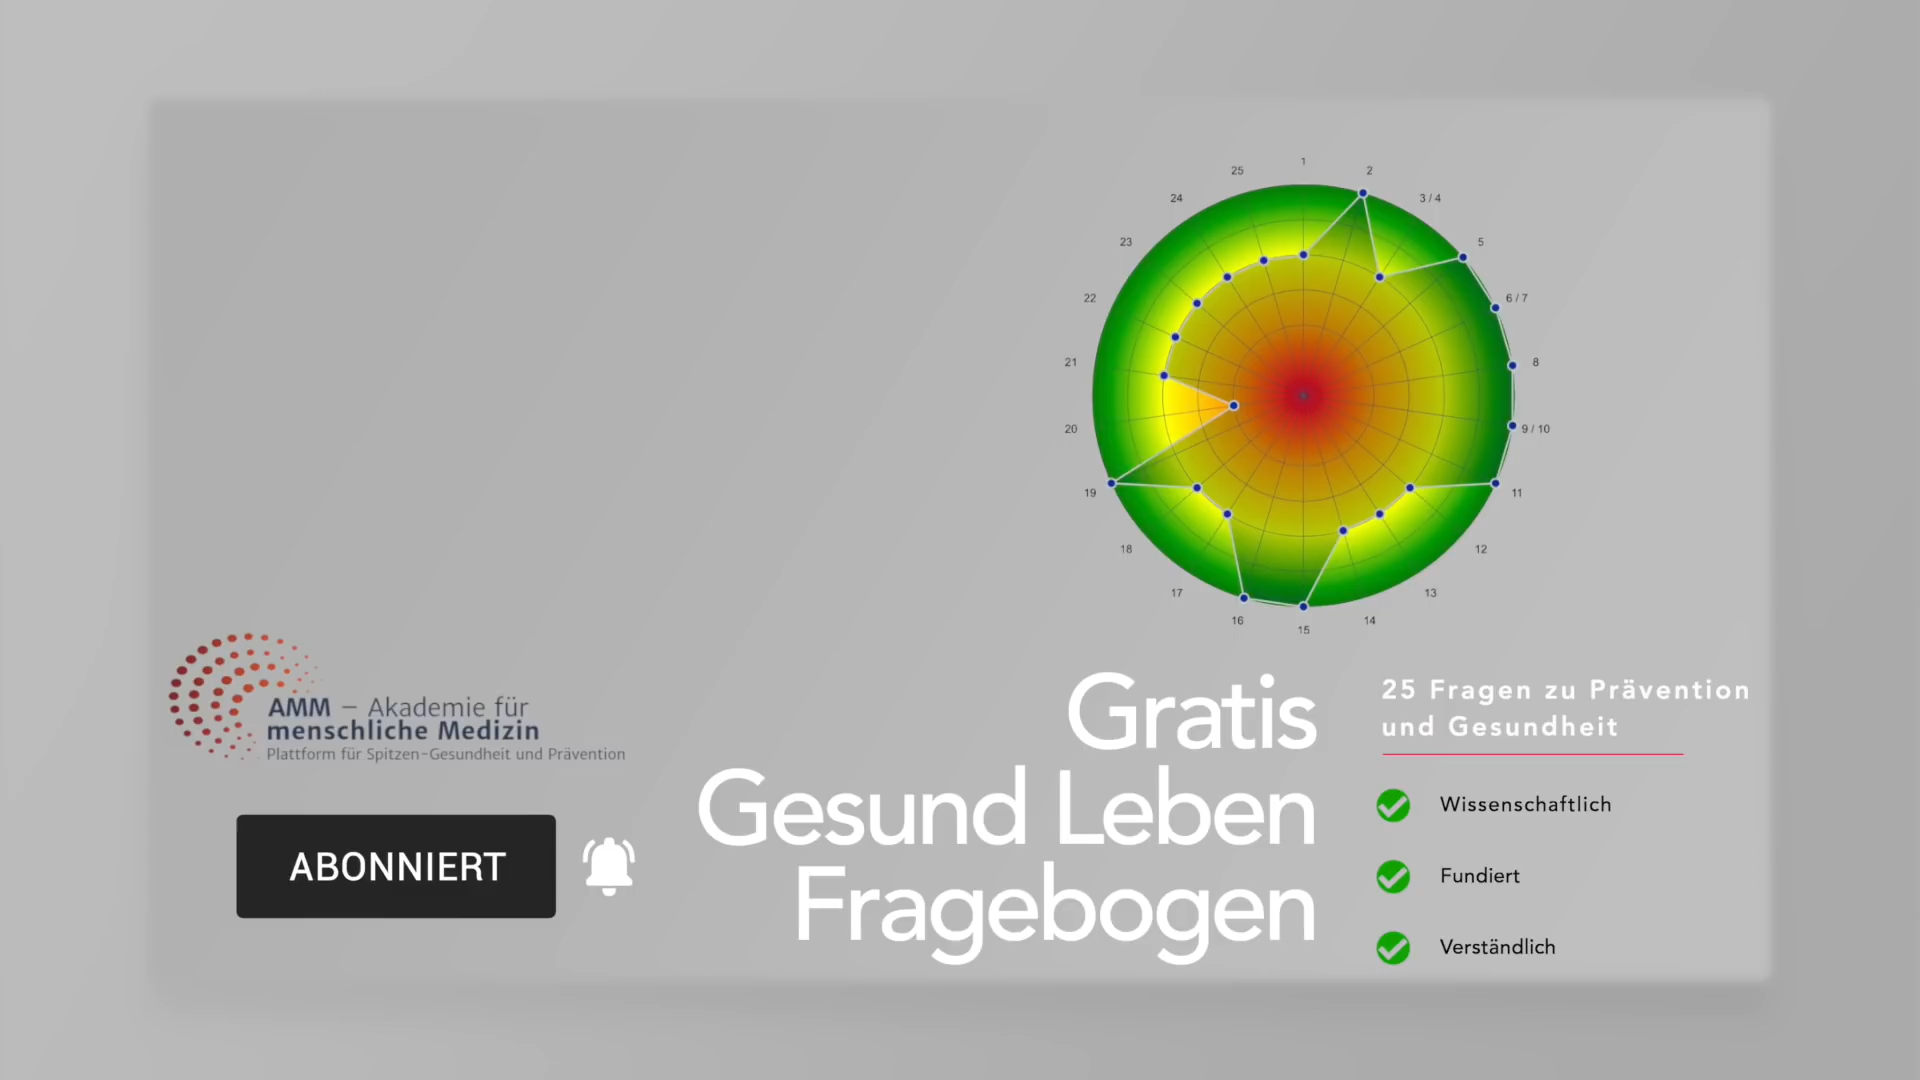 1
2
3 / 4
5
6 / 7
8
9 / 10
11
12
13
14
15
16
17
18
19
20
21
22
23
24
25
AMM – Akademie für
menschliche Medizin
Plattform für Spitzen-Gesundheit und Prävention
ABONNIERT
Gratis
Gesund Leben
Fragebogen
25 Fragen zu Prävention
und Gesundheit
Wissenschaftlich
Fundiert
Verständlich